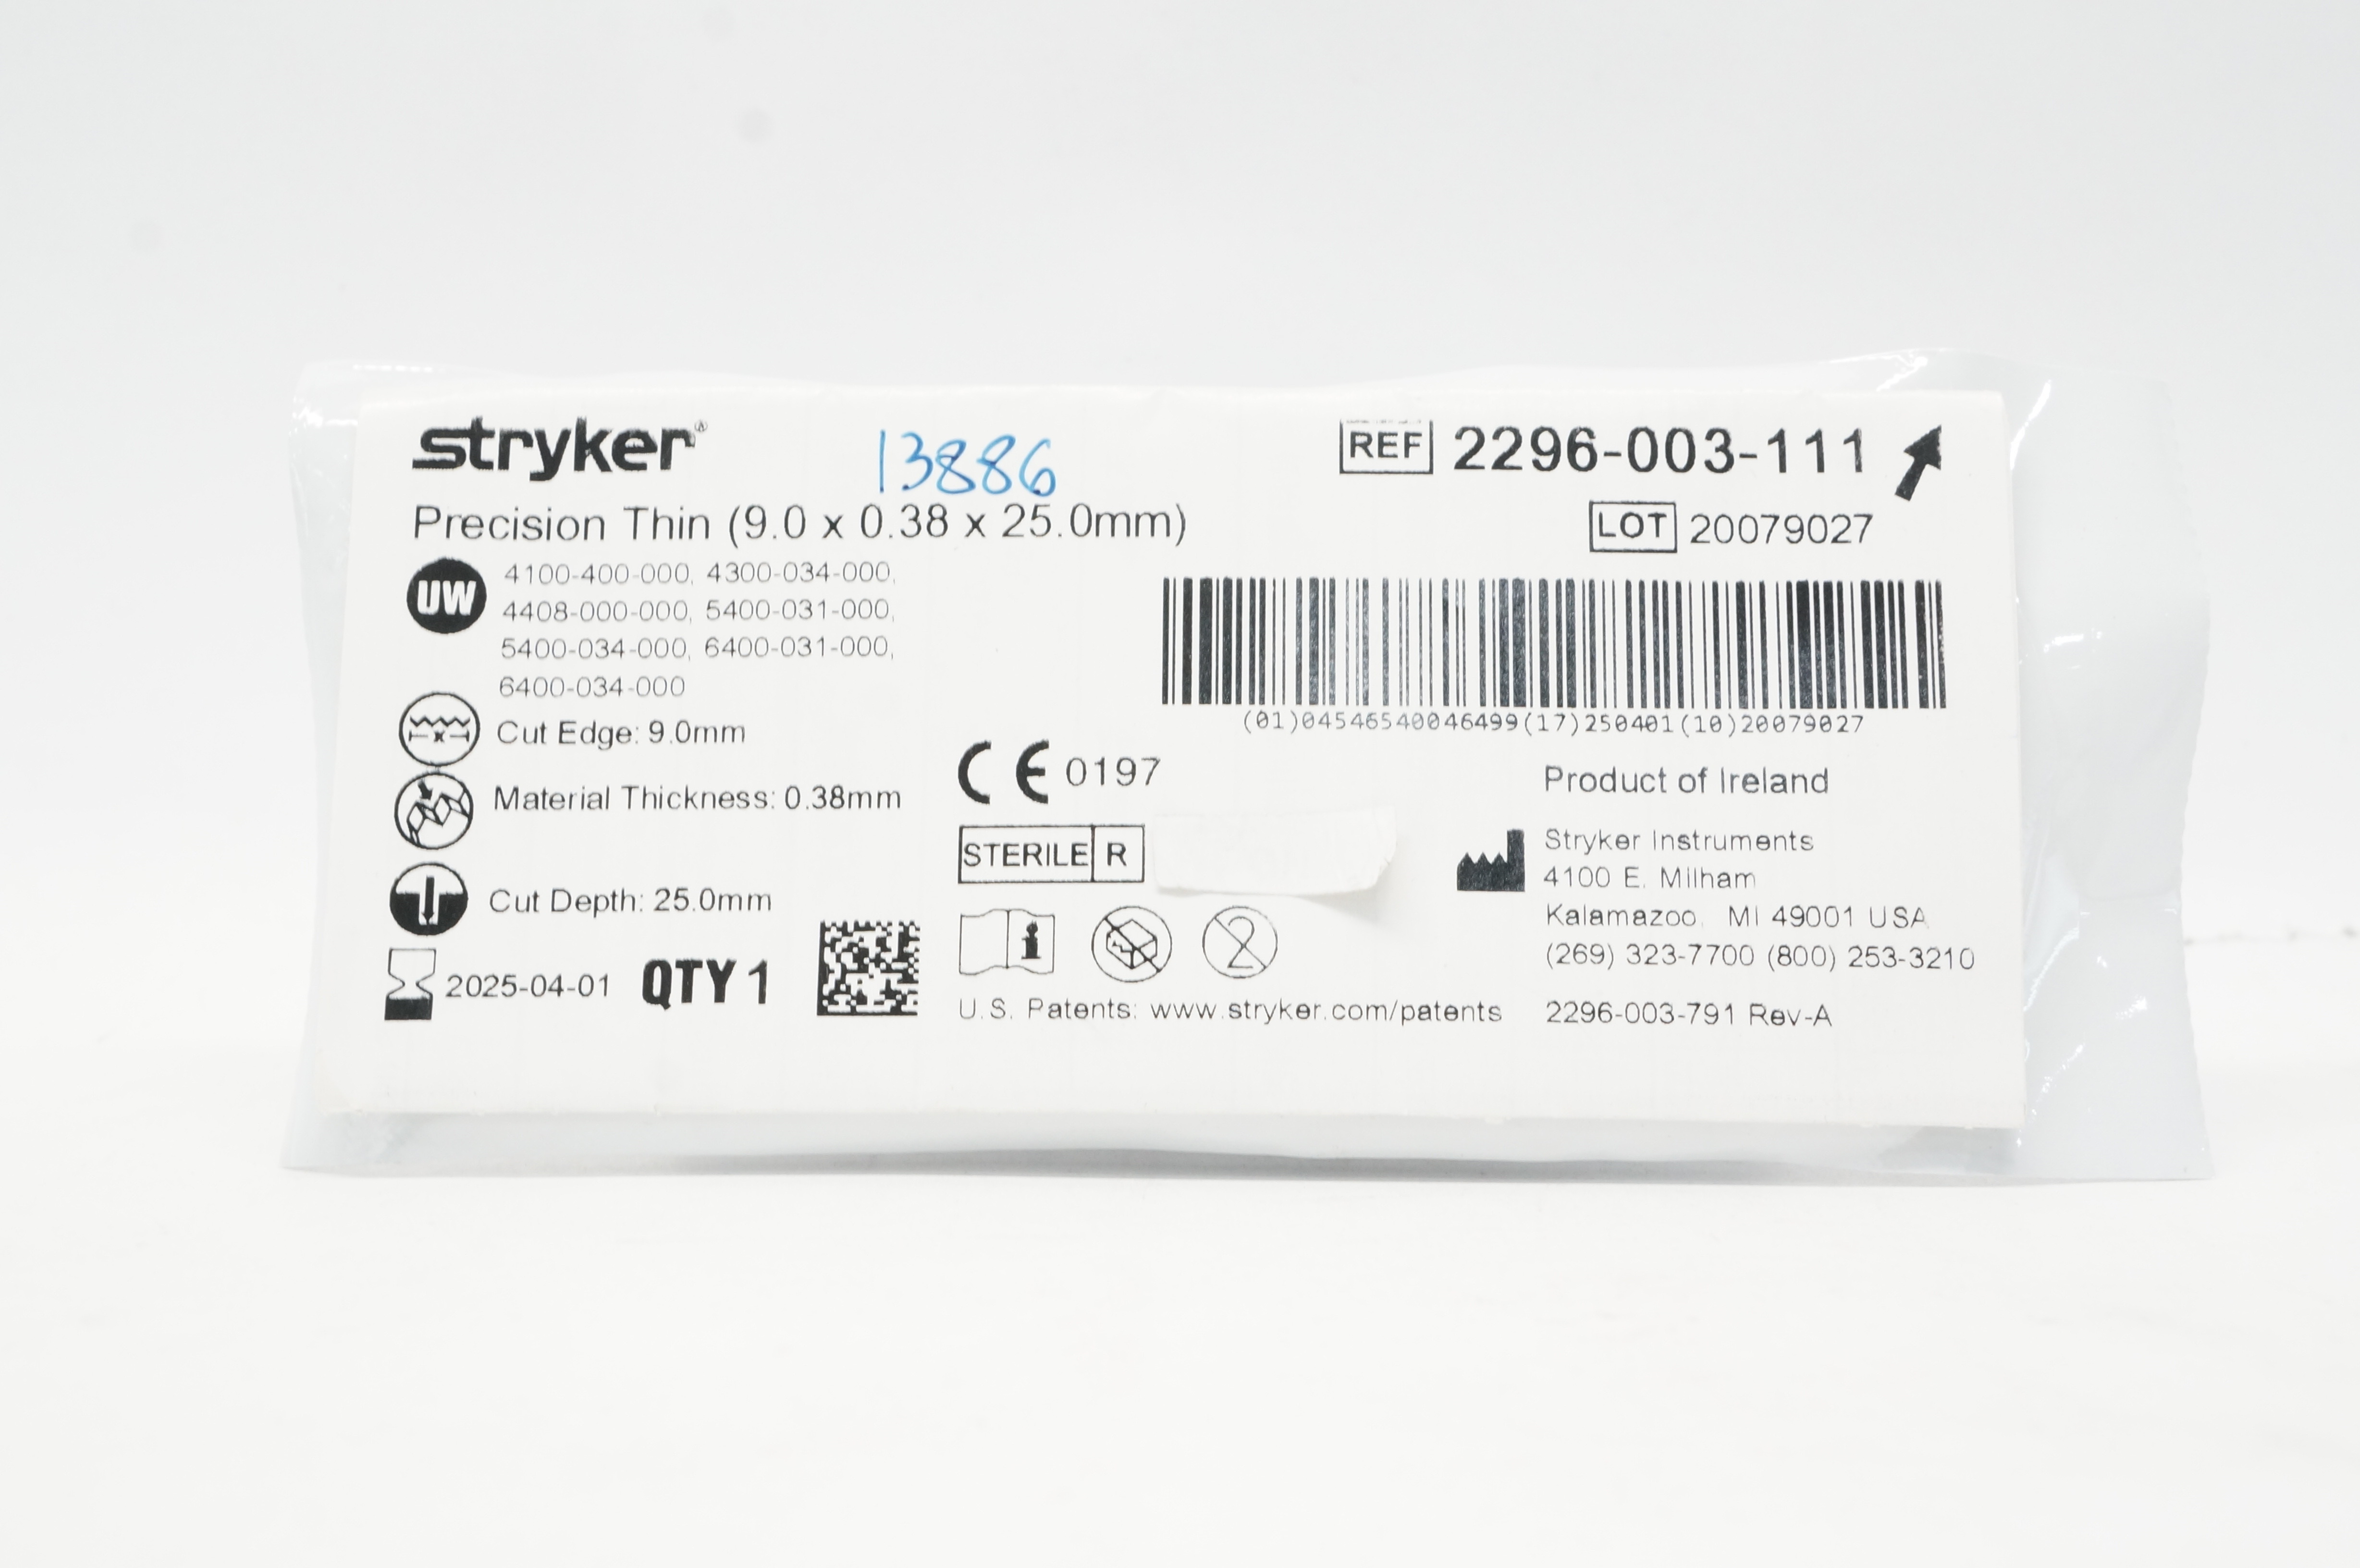 stryker®
13886
REF 2296-003-111
Precision Thin (9.0 x 0.38 x 25.0mm)
LOT 20079027
UW
4100-400-000, 4300-034-000,
4408-000-000, 5400-031-000,
5400-034-000, 6400-031-000,
6400-034-000
(01)04546540046499(17)250401(10)20079027
x
Cut Edge: 9.0mm
Material Thickness: 0.38mm
Cut Depth: 25.0mm
2025-04-01 QTY 1
CE 0197
STERILE R
i
2
U.S. Patents: www.stryker.com/patents
Product of Ireland
Stryker Instruments
4100 E. Milham
Kalamazoo, MI 49001 USA
(269) 323-7700 (800) 253-3210
2296-003-791 Rev-A